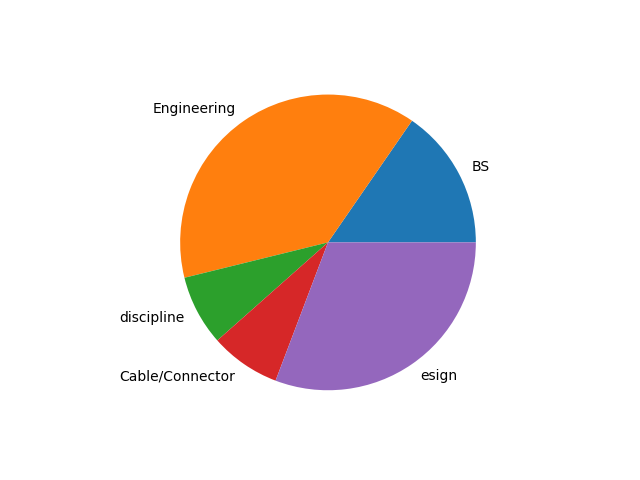 Engineering
BS
discipline
Cable/Connector
esign